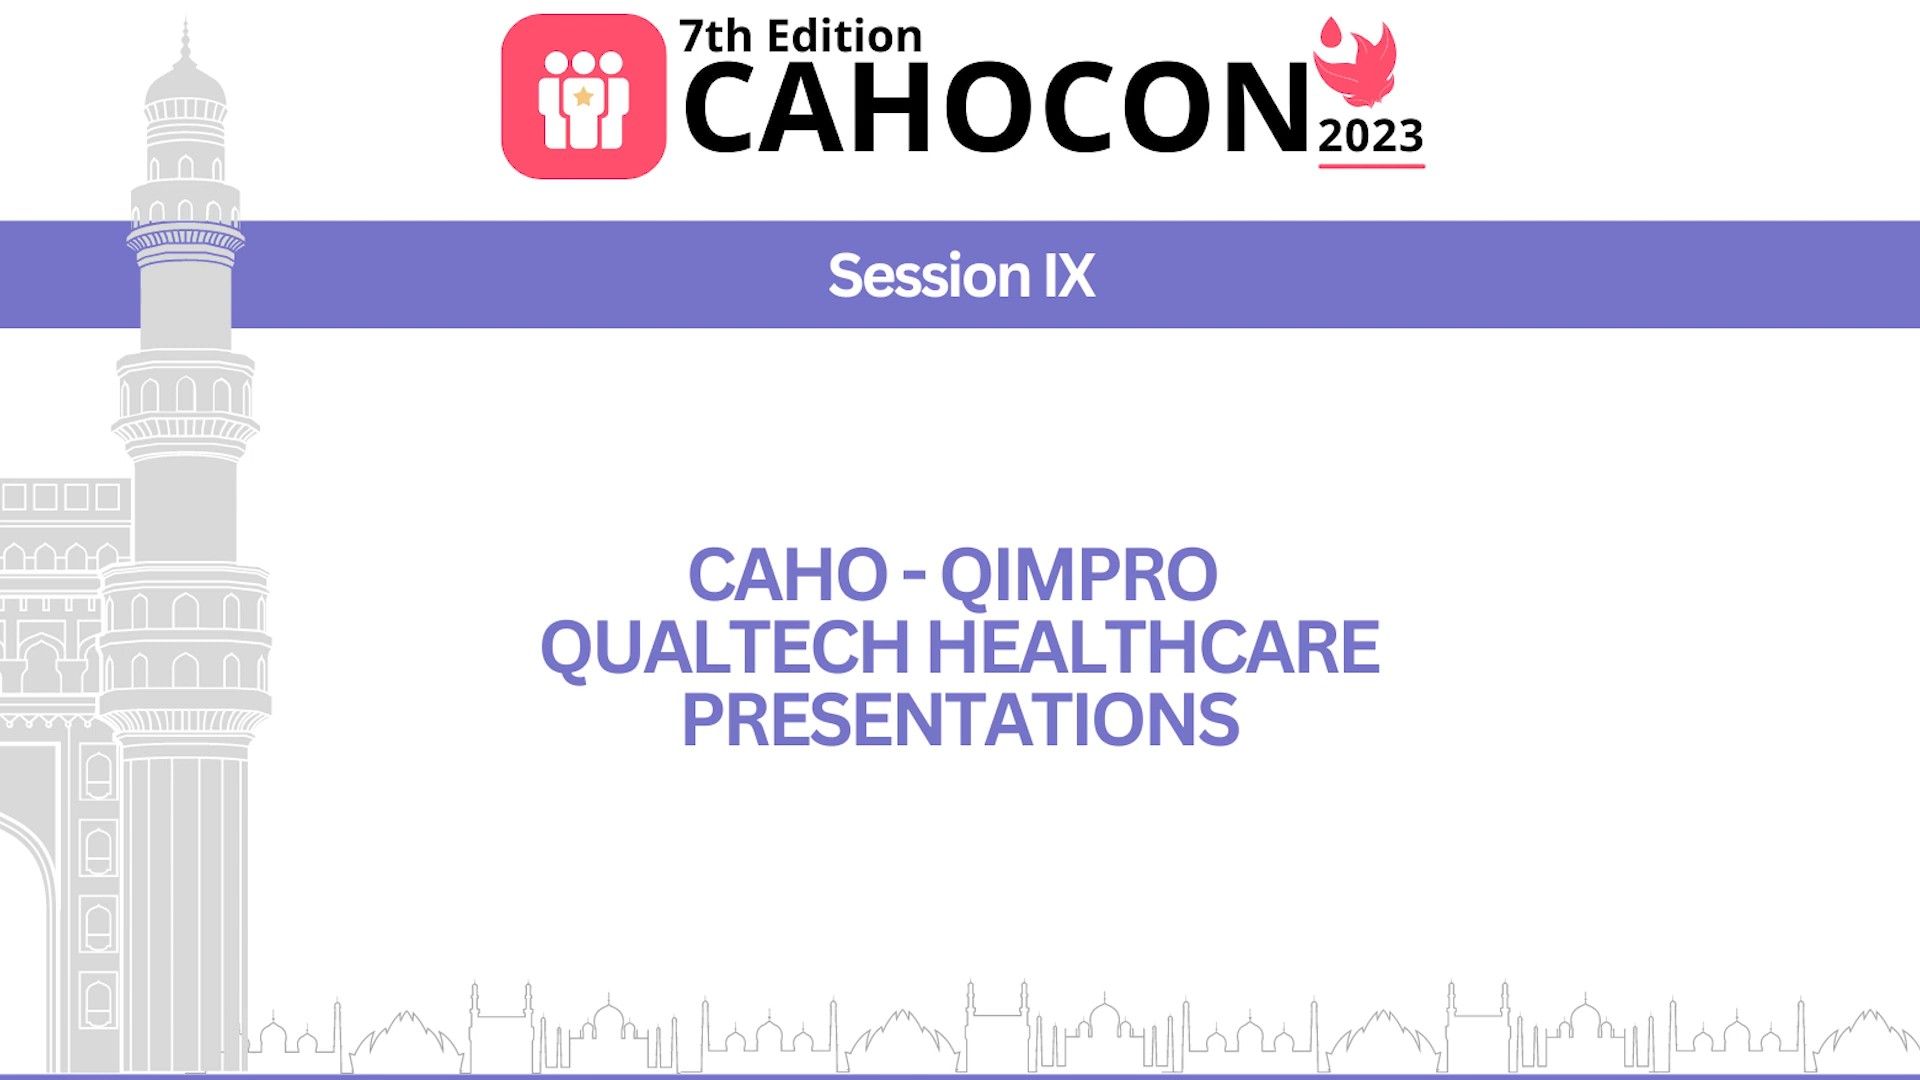 7th Edition
CAHOCON
2023
Session IX
CAHO - QIMPRO
QUALTECH HEALTHCARE
PRESENTATIONS